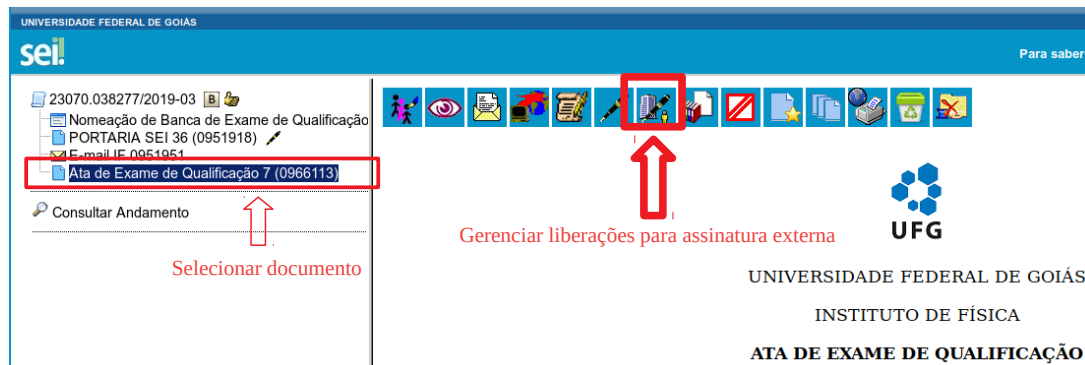 UNIVERSIDADE FEDERAL DE GOIÁS
sei!
Para saber
23070.038277/2019-03 B
Nomeação de Banca de Exame de Qualificação
PORTARIA SEI 36 (0951918)
E-mail IF 0951951
Ata de Exame de Qualificação 7 (0966113)
Consultar Andamento
Selecionar documento
Gerenciar liberações para assinatura externa
UFG
UNIVERSIDADE FEDERAL DE GOIÁS
INSTITUTO DE FÍSICA
ATA DE EXAME DE QUALIFICAÇÃO